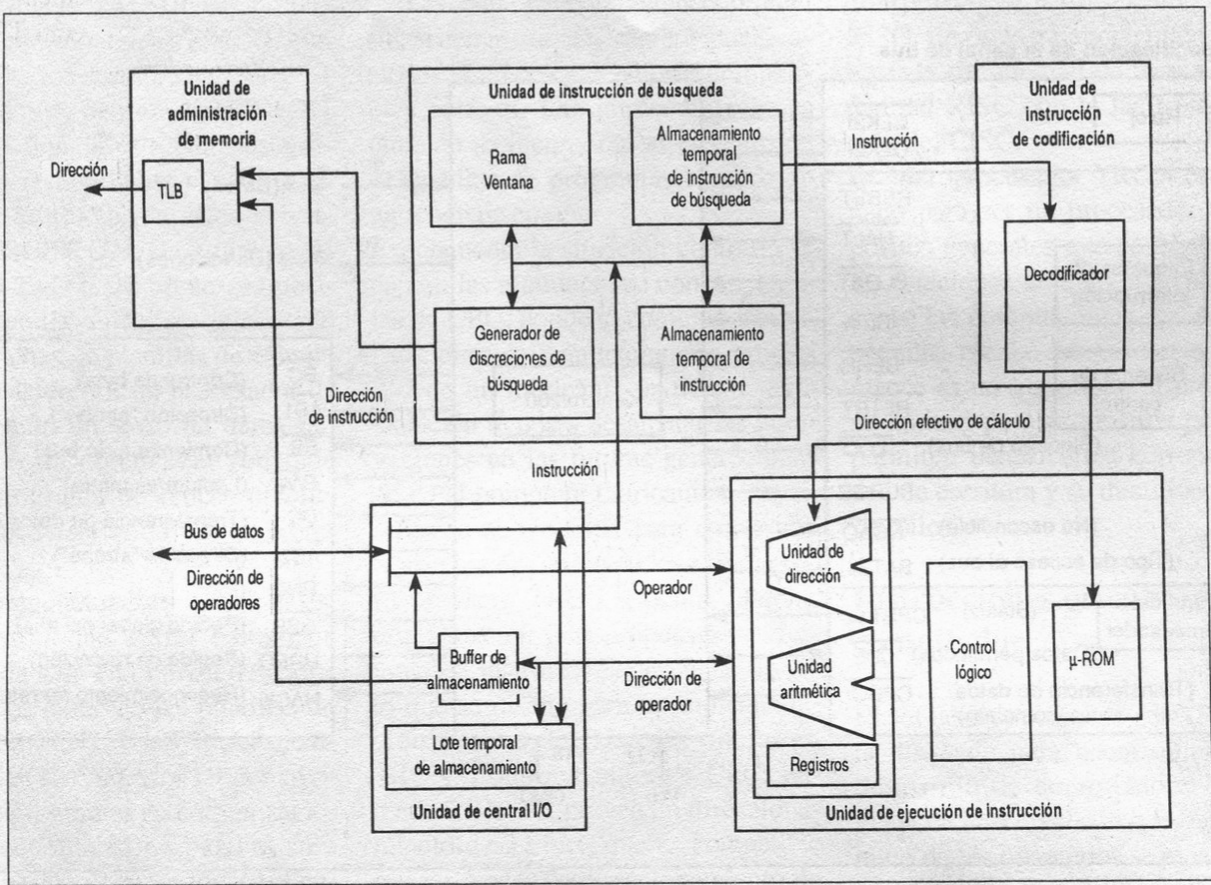 Unidad de
administración
de memoria
Dirección
TLB
Unidad de instrucción de búsqueda
Rama
Ventana
Almacenamiento
temporal
de instrucción
de búsqueda
Generador de
discreciones de
búsqueda
Almacenamiento
temporal de
instrucción
Instrucción
Unidad de
instrucción
de codificación
Decodificador
Dirección
de instrucción
Dirección efectivo de cálculo
Instrucción
Bus de datos
Dirección de
operadores
Buffer de
almacenamiento
Lote temporal
de almacenamiento
Unidad de central I/O
Operador
Dirección de
operador
Unidad de
dirección
Unidad
aritmética
Registros
Control
lógico
µ-ROM
Unidad de ejecución de instrucción